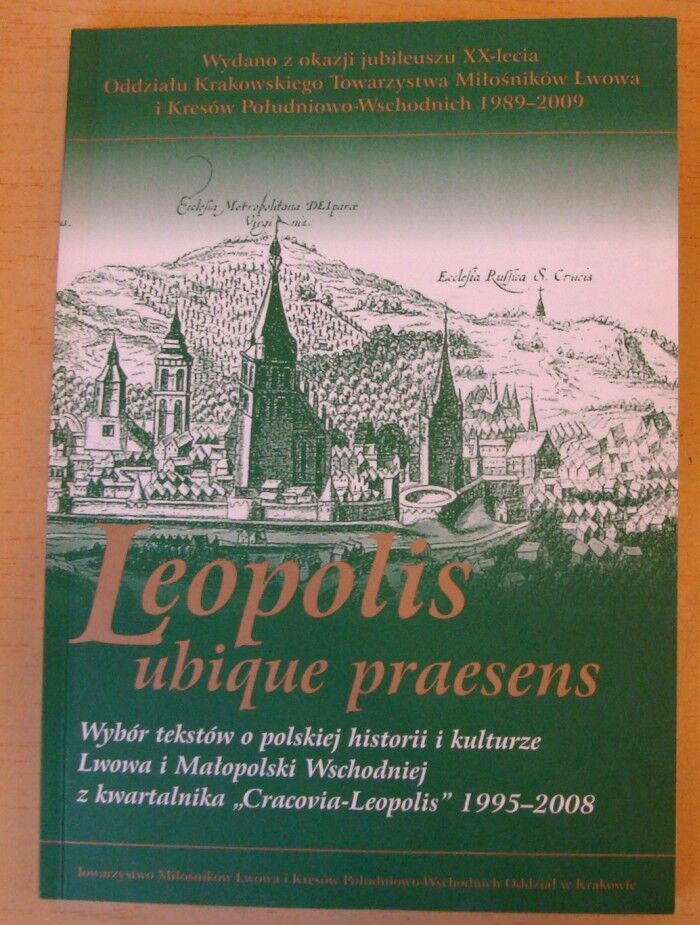 Wydano z okazji jubileuszu XX-lecia
Oddziału Krakowskiego Towarzystwa Miłośników Lwowa
i Kresów Południowo-Wschodnich 1989–2009
Ecclesia Metropolitana DEIparæ
Virginis.
Ecclesia Russica S. Crucis
Leopolis
ubique praesens
Wybór tekstów o polskiej historii i kulturze
Lwowa i Małopolski Wschodniej
z kwartalnika „Cracovia-Leopolis” 1995–2008
Towarzystwo Miłośników Lwowa i Kresów Południowo-Wschodnich Oddział w Krakowie